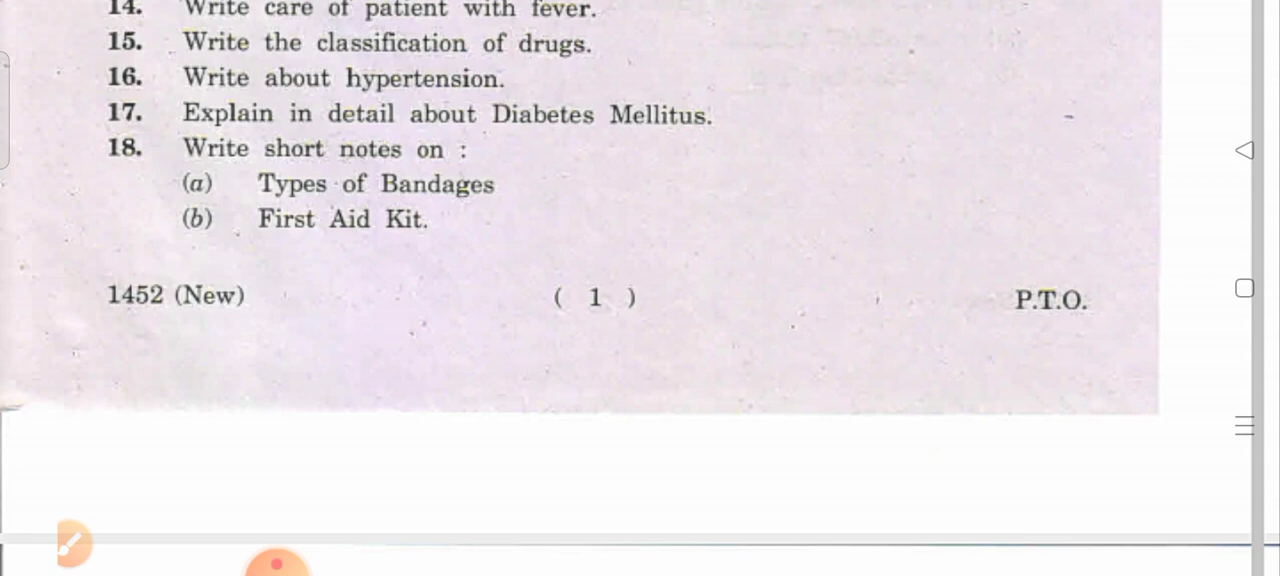 14. Write care of patient with fever.
15. Write the classification of drugs.
16. Write about hypertension.
17. Explain in detail about Diabetes Mellitus.
18. Write short notes on :
(a) Types of Bandages
(b) First Aid Kit.
1452 (New) ( 1 ) P.T.O.